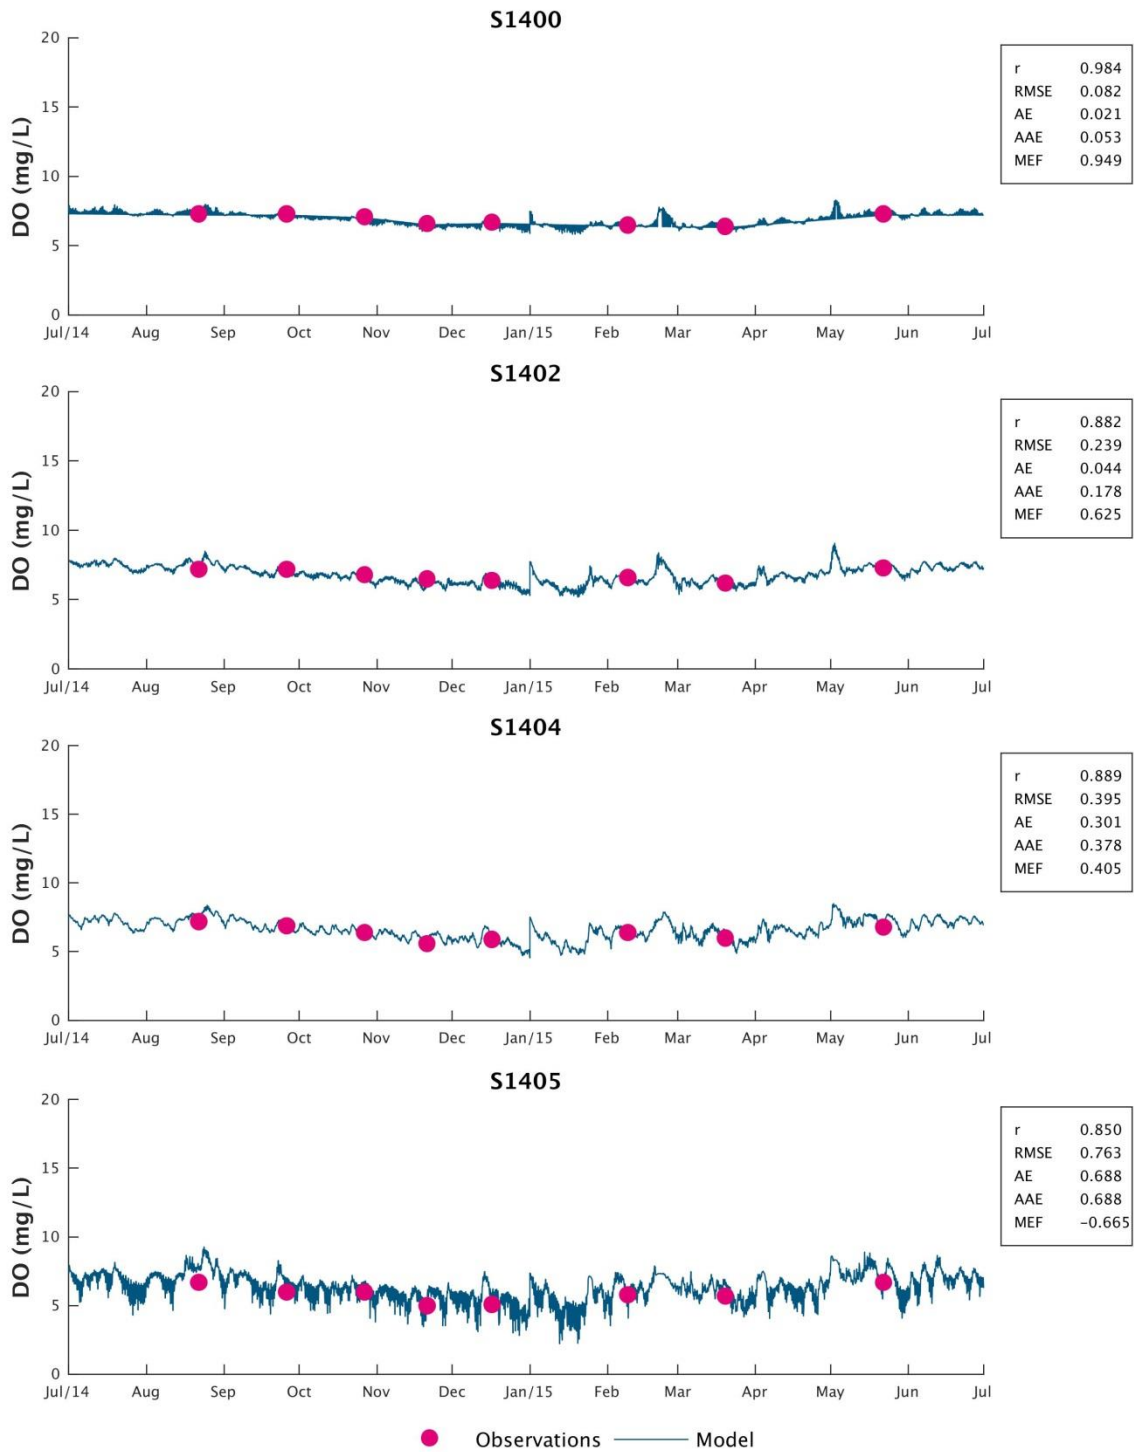 S1400
20
15
10
5
0
DO (mg/L)
Jul/14 Aug Sep Oct Nov Dec Jan/15 Feb Mar Apr May Jun Jul
r 0.984
RMSE 0.082
AE 0.021
AAE 0.053
MEF 0.949
S1402
20
15
10
5
0
DO (mg/L)
Jul/14 Aug Sep Oct Nov Dec Jan/15 Feb Mar Apr May Jun Jul
r 0.882
RMSE 0.239
AE 0.044
AAE 0.178
MEF 0.625
S1404
20
15
10
5
0
DO (mg/L)
Jul/14 Aug Sep Oct Nov Dec Jan/15 Feb Mar Apr May Jun Jul
r 0.889
RMSE 0.395
AE 0.301
AAE 0.378
MEF 0.405
S1405
20
15
10
5
0
DO (mg/L)
Jul/14 Aug Sep Oct Nov Dec Jan/15 Feb Mar Apr May Jun Jul
r 0.850
RMSE 0.763
AE 0.688
AAE 0.688
MEF −0.665
Observations Model